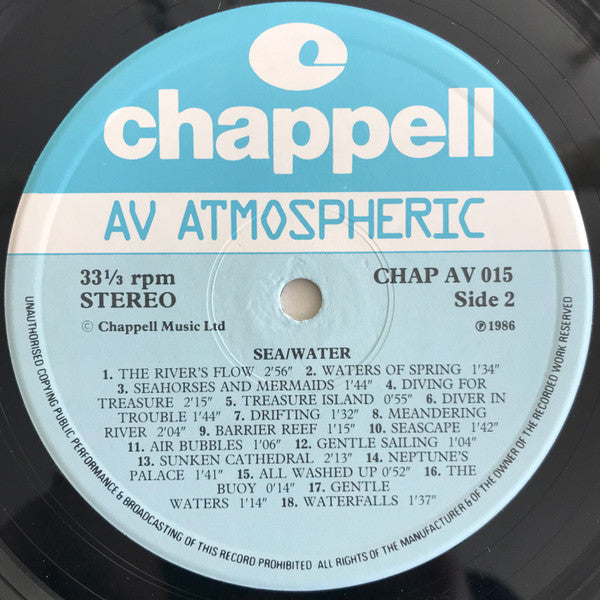 chappell
AV ATMOSPHERIC
33⅓ rpm
STEREO
CHAP AV 015
Side 2
© Chappell Music Ltd
℗ 1986
SEA/WATER
1. THE RIVER'S FLOW 2'56" 2. WATERS OF SPRING 1'34"
3. SEAHORSES AND MERMAIDS 1'44" 4. DIVING FOR
TREASURE 2'15" 5. TREASURE ISLAND 0'55" 6. DIVER IN
TROUBLE 1'44" 7. DRIFTING 1'32" 8. MEANDERING
RIVER 2'04" 9. BARRIER REEF 1'15" 10. SEASCAPE 1'42"
11. AIR BUBBLES 1'06" 12. GENTLE SAILING 1'04"
13. SUNKEN CATHEDRAL 2'13" 14. NEPTUNE'S
PALACE 1'41" 15. ALL WASHED UP 0'52" 16. THE
BUOY 0'14" 17. GENTLE
WATERS 1'14" 18. WATERFALLS 1'37"
UNAUTHORISED COPYING PUBLIC PERFORMANCE & BROADCASTING OF THIS RECORD PROHIBITED ALL RIGHTS OF THE MANUFACTURER & OF THE OWNER OF THE RECORDED WORK RESERVED